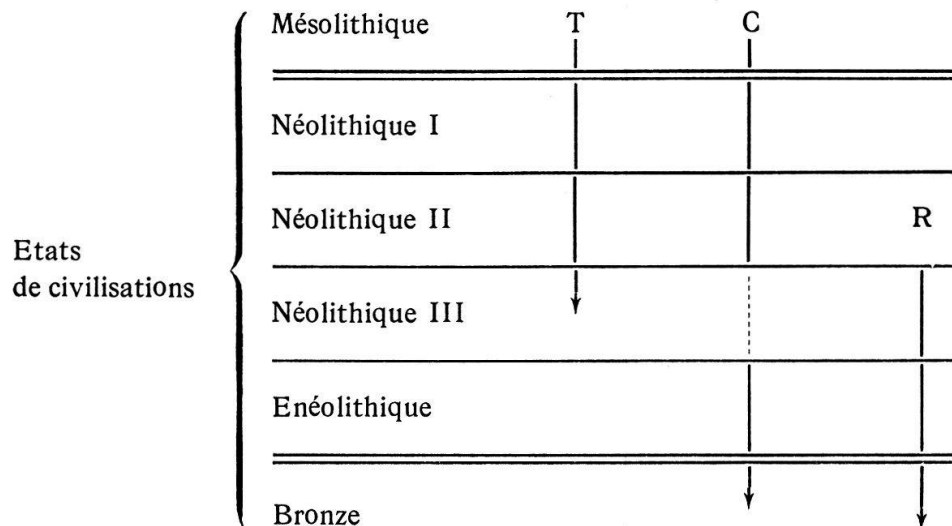 Mésolithique T C
Néolithique I
Néolithique II R
Etats
de civilisations
Néolithique III
Enéolithique
Bronze